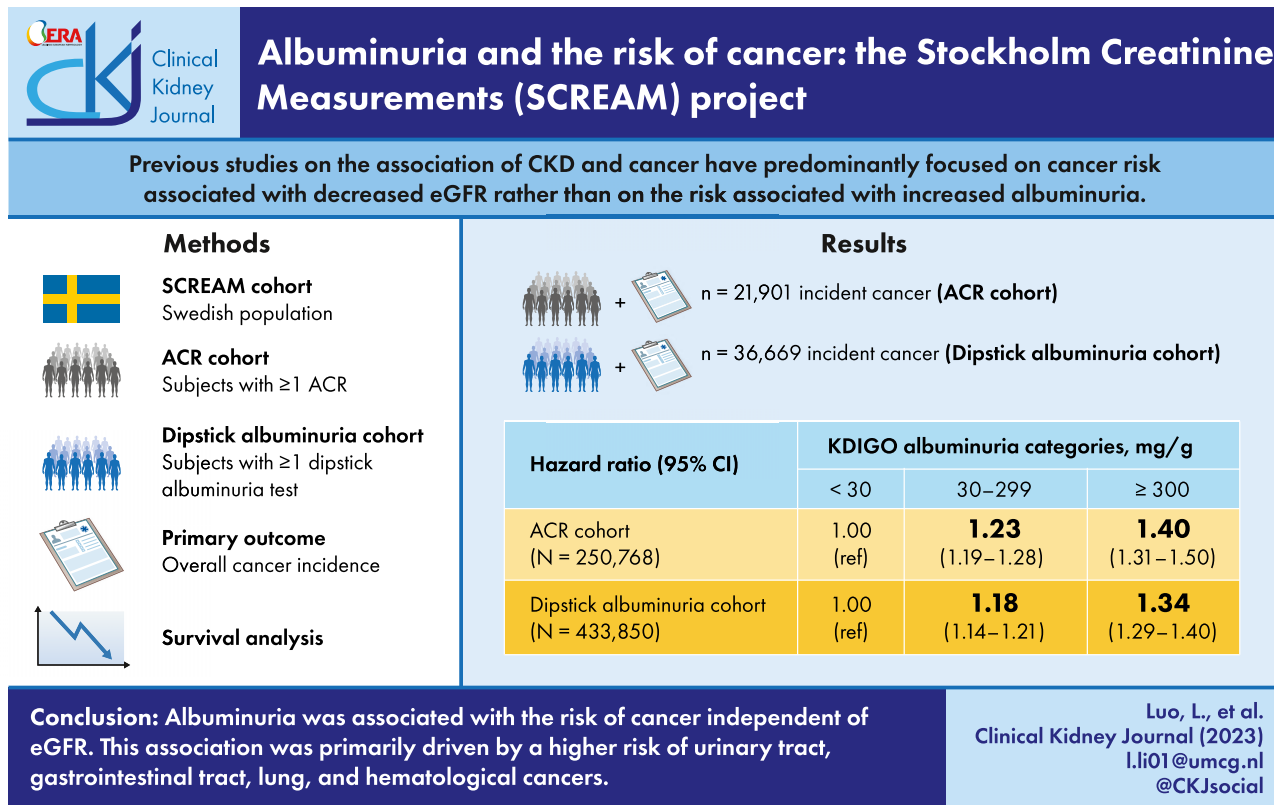 ERA
CKJ
Clinical
Kidney
Journal
Albuminuria and the risk of cancer: the Stockholm Creatinine
Measurements (SCREAM) project
Previous studies on the association of CKD and cancer have predominantly focused on cancer risk
associated with decreased eGFR rather than on the risk associated with increased albuminuria.
Methods
SCREAM cohort
Swedish population
ACR cohort
Subjects with ≥1 ACR
Dipstick albuminuria cohort
Subjects with ≥1 dipstick
albuminuria test
Primary outcome
Overall cancer incidence
Survival analysis
Results
+ n = 21,901 incident cancer (ACR cohort)
+ n = 36,669 incident cancer (Dipstick albuminuria cohort)
Hazard ratio (95% CI)
KDIGO albuminuria categories, mg/g
< 30 30–299 ≥ 300
ACR cohort 1.00 1.23 1.40
(N = 250,768) (ref) (1.19–1.28) (1.31–1.50)
Dipstick albuminuria cohort 1.00 1.18 1.34
(N = 433,850) (ref) (1.14–1.21) (1.29–1.40)
Conclusion: Albuminuria was associated with the risk of cancer independent of
eGFR. This association was primarily driven by a higher risk of urinary tract,
gastrointestinal tract, lung, and hematological cancers.
Luo, L., et al.
Clinical Kidney Journal (2023)
l.li01@umcg.nl
@CKJsocial